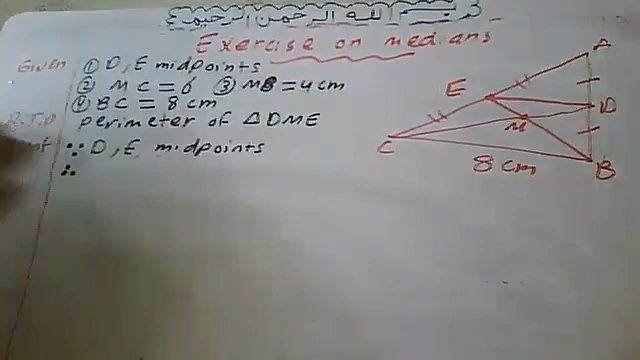 بسم الله الرحمن الرحيم
Exercise on medians
Given ① D, E midpoints
② MC = 6 ③ MB = 4 cm
④ BC = 8 cm
R.T.P perimeter of △DME
∵ D, E midpoints
∴
A
E
D
M
C
B
8 cm